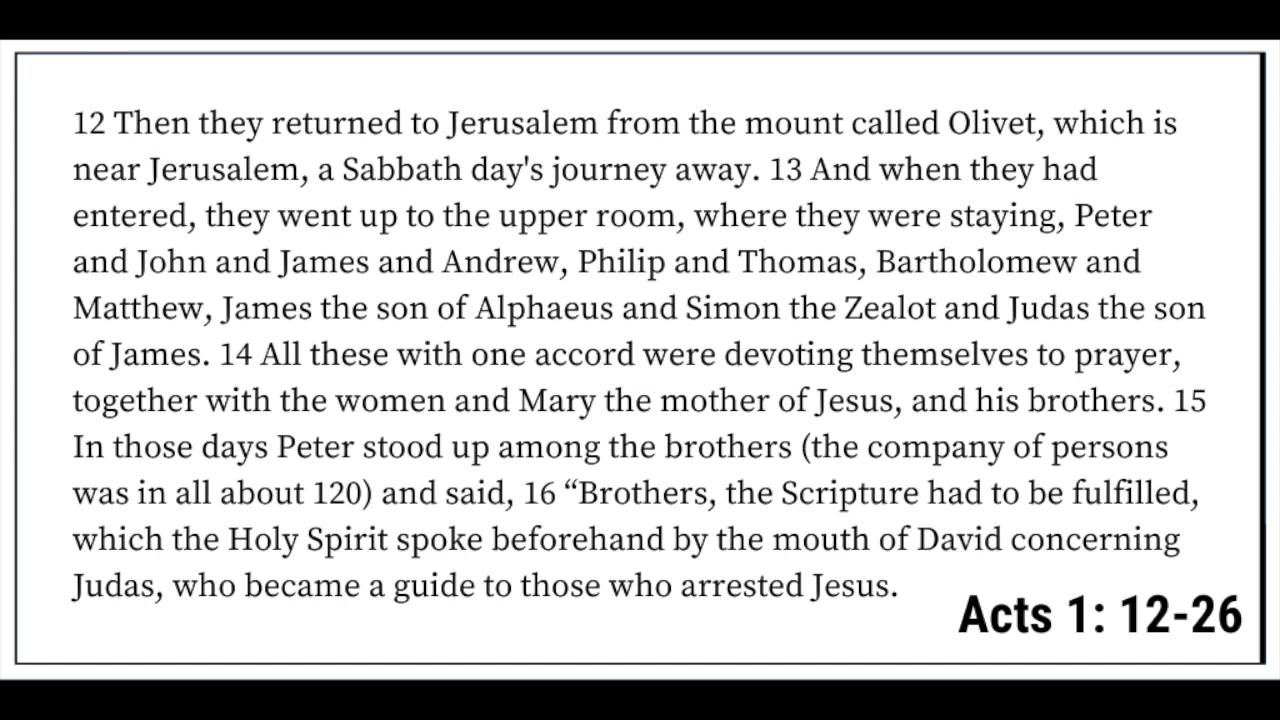 12 Then they returned to Jerusalem from the mount called Olivet, which is
near Jerusalem, a Sabbath day's journey away. 13 And when they had
entered, they went up to the upper room, where they were staying, Peter
and John and James and Andrew, Philip and Thomas, Bartholomew and
Matthew, James the son of Alphaeus and Simon the Zealot and Judas the son
of James. 14 All these with one accord were devoting themselves to prayer,
together with the women and Mary the mother of Jesus, and his brothers. 15
In those days Peter stood up among the brothers (the company of persons
was in all about 120) and said, 16 “Brothers, the Scripture had to be fulfilled,
which the Holy Spirit spoke beforehand by the mouth of David concerning
Judas, who became a guide to those who arrested Jesus.
Acts 1: 12-26